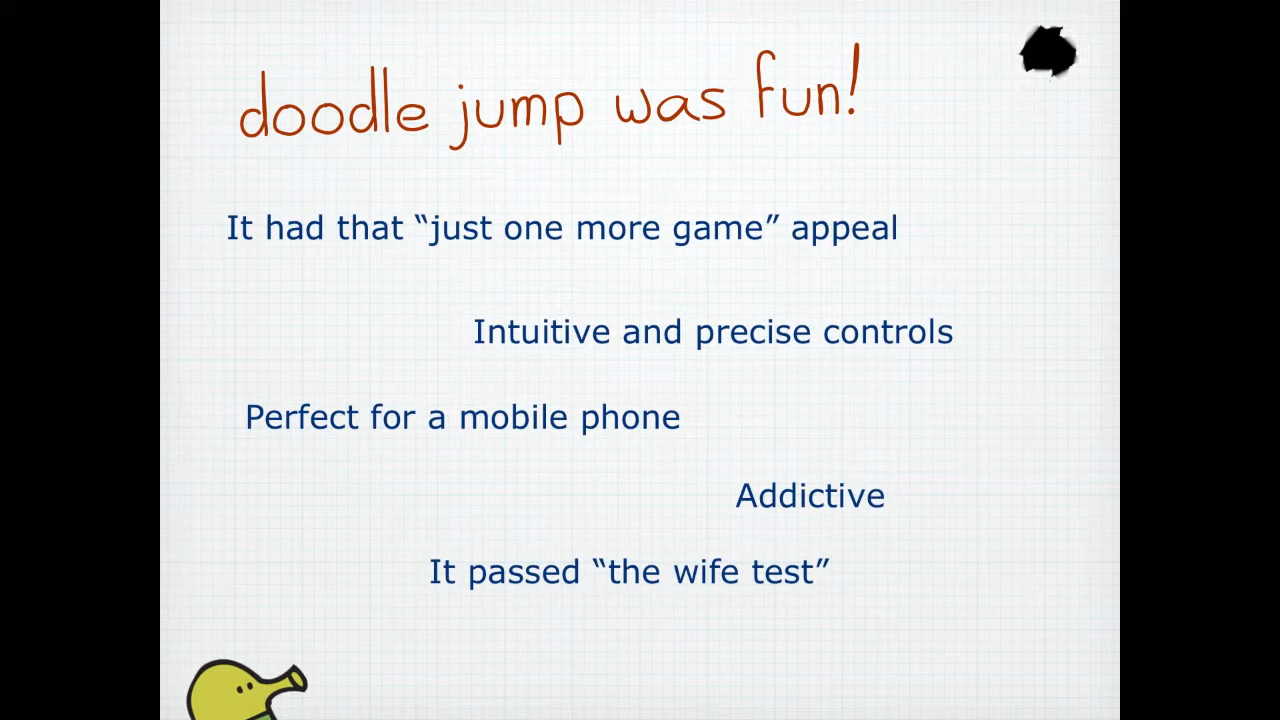 doodle jump was fun!
It had that “just one more game” appeal
Intuitive and precise controls
Perfect for a mobile phone
Addictive
It passed “the wife test”